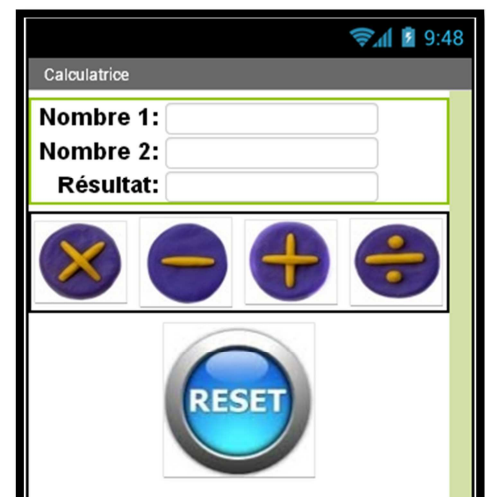 9:48
Calculatrice
Nombre 1:
Nombre 2:
Résultat:
× − + ÷
RESET